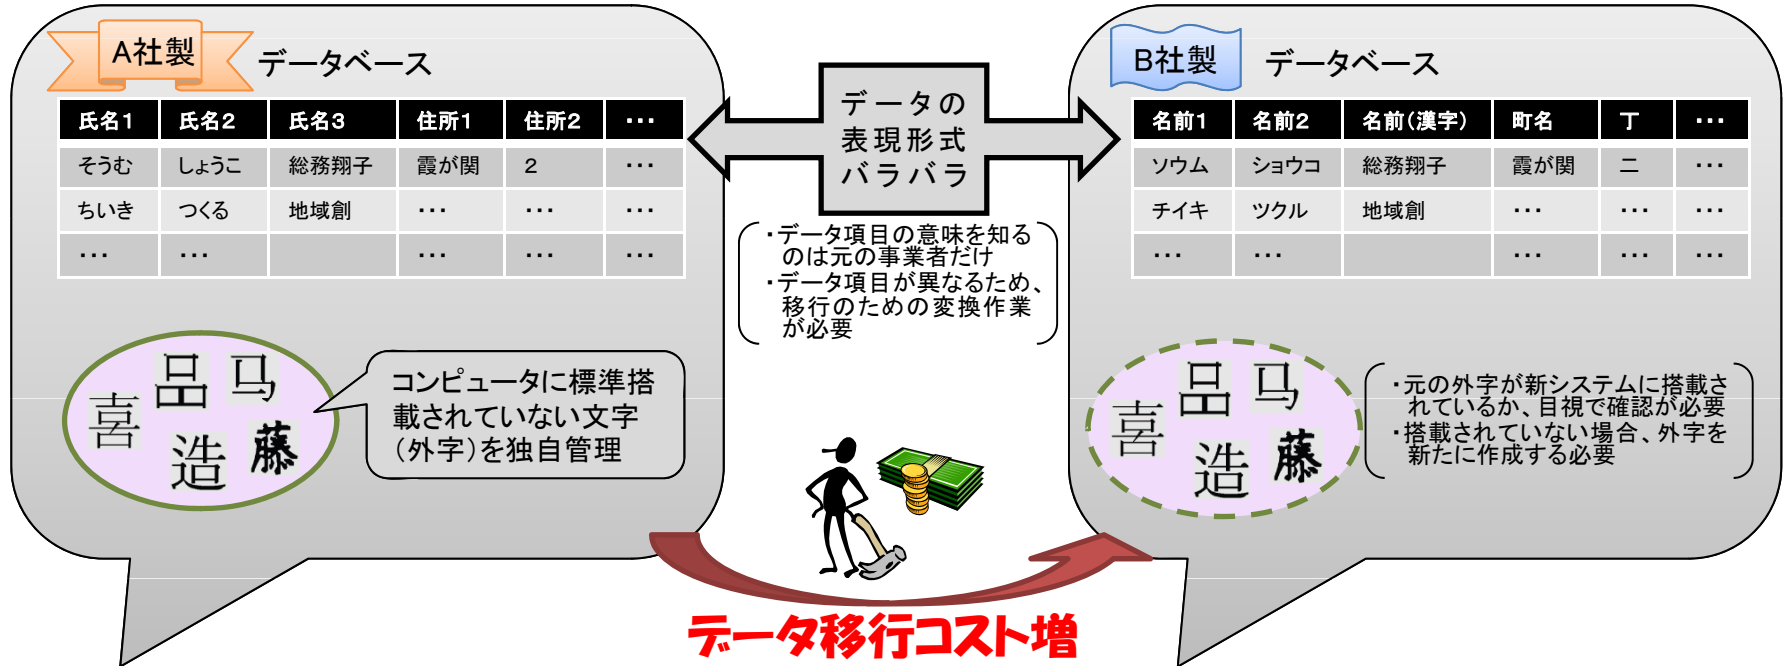 A社製
データベース
氏名1 氏名2 氏名3 住所1 住所2 ・・・
そうむ しょうこ 総務翔子 霞が関 2 ・・・
ちいき つくる 地域創 ・・・ ・・・ ・・・
・・・ ・・・ ・・・ ・・・ ・・・
コンピュータに標準搭
載されていない文字
(外字)を独自管理
データの
表現形式
バラバラ
・データ項目の意味を知る
のは元の事業者だけ
・データ項目が異なるため、
移行のための変換作業
が必要
B社製
データベース
名前1 名前2 名前(漢字) 町名 丁 ・・・
ソウム ショウコ 総務翔子 霞が関 二 ・・・
チイキ ツクル 地域創 ・・・ ・・・ ・・・
・・・ ・・・ ・・・ ・・・ ・・・
・元の外字が新システムに搭載さ
れているか、目視で確認が必要
・搭載されていない場合、外字を
新たに作成する必要
データ移行コスト増